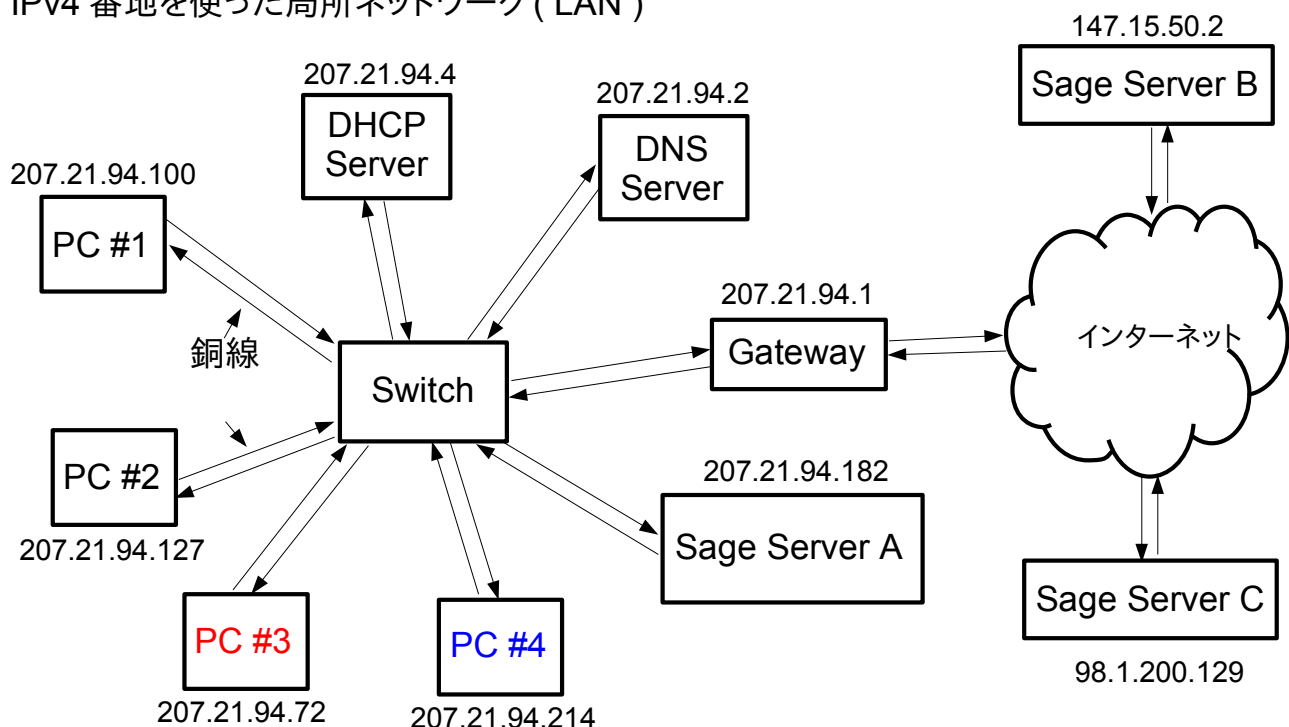 IPv4 番地を使った局所ネットワーク ( LAN )
147.15.50.2
Sage Server B
207.21.94.4
DHCP
Server
207.21.94.2
DNS
Server
207.21.94.100
PC #1
銅線
Switch
207.21.94.1
Gateway
インターネット
PC #2
207.21.94.127
207.21.94.182
Sage Server A
PC #3
207.21.94.72
PC #4
207.21.94.214
Sage Server C
98.1.200.129